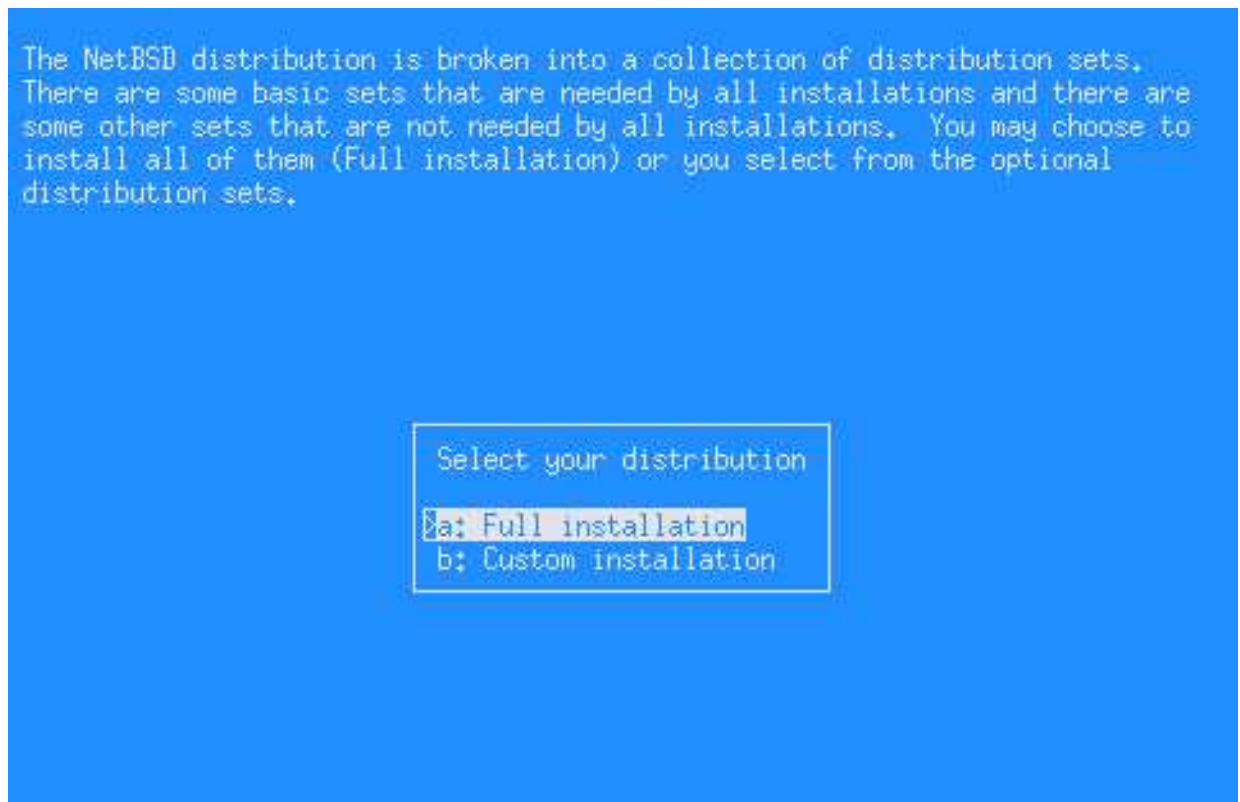 The NetBSD distribution is broken into a collection of distribution sets.
There are some basic sets that are needed by all installations and there are
some other sets that are not needed by all installations.  You may choose to
install all of them (Full installation) or you select from the optional
distribution sets.
Select your distribution
>a: Full installation
b: Custom installation